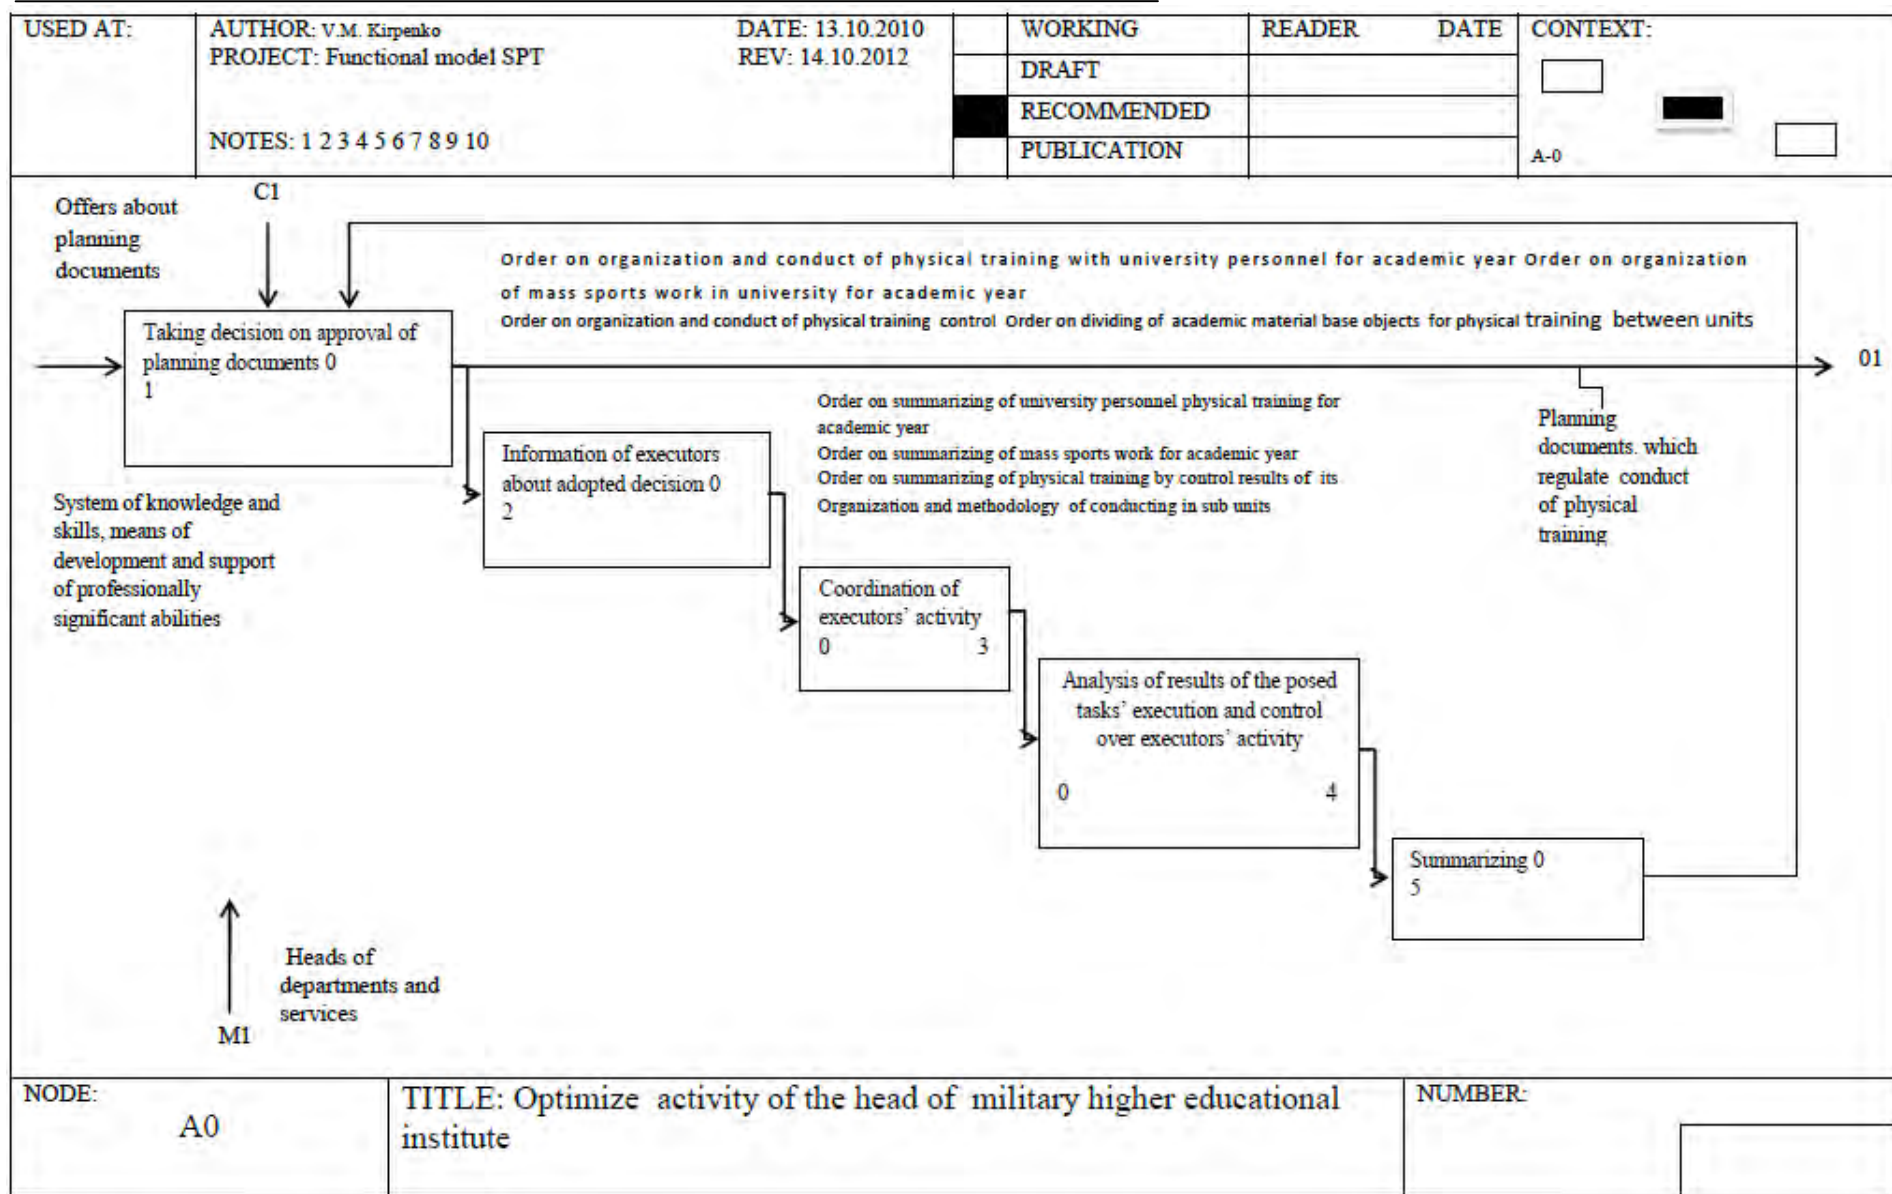 USED AT:
AUTHOR: V.M. Kirpenko
DATE: 13.10.2010
PROJECT: Functional model SPT
REV: 14.10.2012
NOTES: 1 2 3 4 5 6 7 8 9 10
WORKING
DRAFT
RECOMMENDED
PUBLICATION
READER
DATE
CONTEXT:
A-0
Offers about
planning
documents
C1
Order on organization and conduct of physical training with university personnel for academic year Order on organization
of mass sports work in university for academic year
Order on organization and conduct of physical training control Order on dividing of academic material base objects for physical training between units
Taking decision on approval of
planning documents 0
1
01
Order on summarizing of university personnel physical training for
academic year
Order on summarizing of mass sports work for academic year
Order on summarizing of physical training by control results of its
Organization and methodology of conducting in sub units
Planning
documents. which
regulate conduct
of physical
training
Information of executors
about adopted decision 0
2
System of knowledge and
skills, means of
development and support
of professionally
significant abilities
Coordination of
executors' activity
0 3
Analysis of results of the posed
tasks' execution and control
over executors' activity
0 4
Summarizing 0
5
Heads of
departments and
services
M1
NODE:
A0
TITLE: Optimize activity of the head of military higher educational
institute
NUMBER: